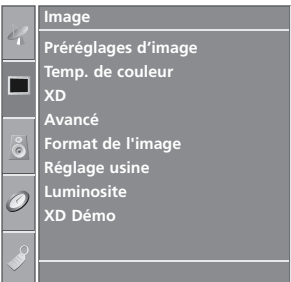 Image
Préréglages d’image
Temp. de couleur
XD
Avancé
Format de l'image
Réglage usine
Luminosite
XD Démo